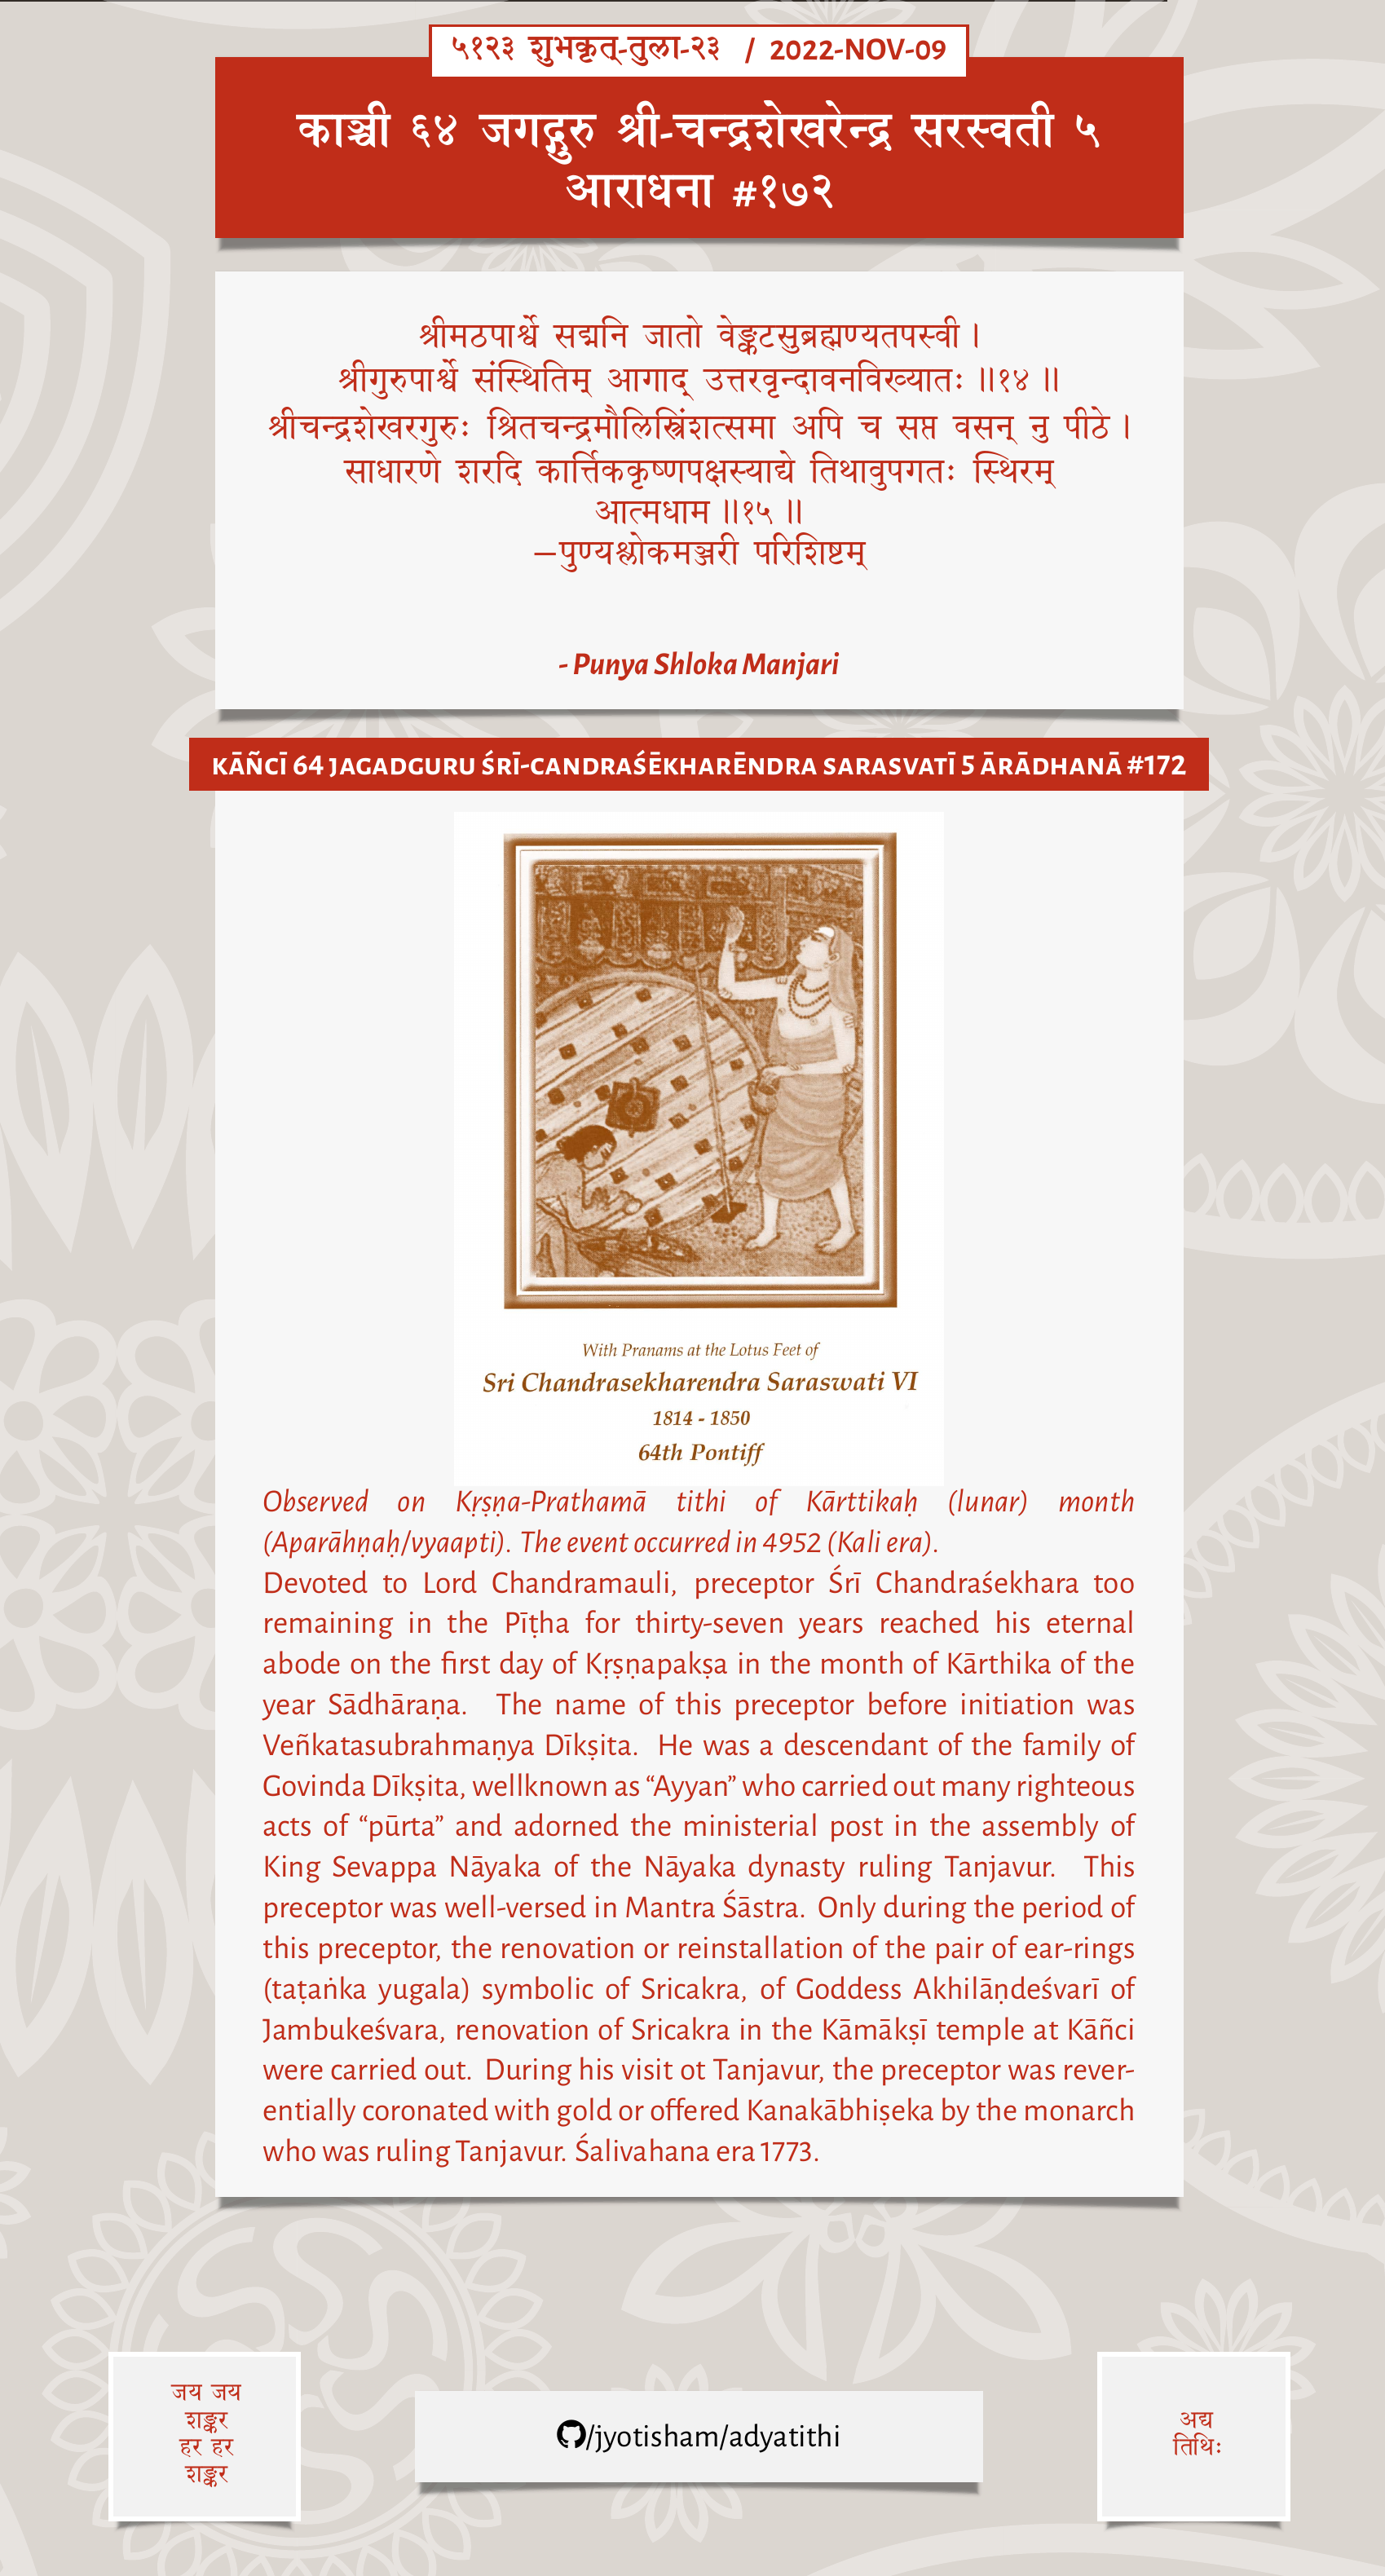 ५१२३ शुभकृत्-तुला-२३ / 2022-NOV-09
काञ्ची ६४ जगद्गुरु श्री-चन्द्रशेखरेन्द्र सरस्वती ५
आराधना #१७२
श्रीमठपार्श्वे सद्मनि जातो वेङ्कटसुब्रह्मण्यतपस्वी ।
श्रीगुरुपार्श्वे संस्थितिम् आगाद् उत्तरवृन्दावनविख्यातः ॥१४ ॥
श्रीचन्द्रशेखरगुरुः श्रितचन्द्रमौलिस्त्रिंशत्समा अपि च सप्त वसन् नु पीठे ।
साधारणे शरदि कार्त्तिककृष्णपक्षस्याद्ये तिथावुपगतः स्थिरम्
आत्मधाम ॥१५ ॥
—पुण्यश्लोकमञ्जरी परिशिष्टम्
- Punya Shloka Manjari
KĀÑCĪ 64 JAGADGURU ŚRĪ-CANDRAŚĒKHARĒNDRA SARASVATĪ 5 ĀRĀDHANĀ #172
With Pranams at the Lotus Feet of
Sri Chandrasekharendra Saraswati VI
1814 - 1850
64th Pontiff
Observed on Kṛṣṇa-Prathamā tithi of Kārttikaḥ (lunar) month
(Aparāhṇaḥ/vyaapti). The event occurred in 4952 (Kali era).
Devoted to Lord Chandramauli, preceptor Śrī Chandraśekhara too
remaining in the Pīṭha for thirty-seven years reached his eternal
abode on the first day of Kṛṣṇapakṣa in the month of Kārthika of the
year Sādhāraṇa. The name of this preceptor before initiation was
Veñkatasubrahmaṇya Dīkṣita. He was a descendant of the family of
Govinda Dīkṣita, wellknown as “Ayyan” who carried out many righteous
acts of “pūrta” and adorned the ministerial post in the assembly of
King Sevappa Nāyaka of the Nāyaka dynasty ruling Tanjavur. This
preceptor was well-versed in Mantra Śāstra. Only during the period of
this preceptor, the renovation or reinstallation of the pair of ear-rings
(taṭaṅka yugala) symbolic of Sricakra, of Goddess Akhilāṇdeśvarī of
Jambukeśvara, renovation of Sricakra in the Kāmākṣī temple at Kāñci
were carried out. During his visit ot Tanjavur, the preceptor was rever-
entially coronated with gold or offered Kanakābhiṣeka by the monarch
who was ruling Tanjavur. Śalivahana era 1773.
जय जय
शङ्कर
हर हर
शङ्कर
/jyotisham/adyatithi
अद्य
तिथिः